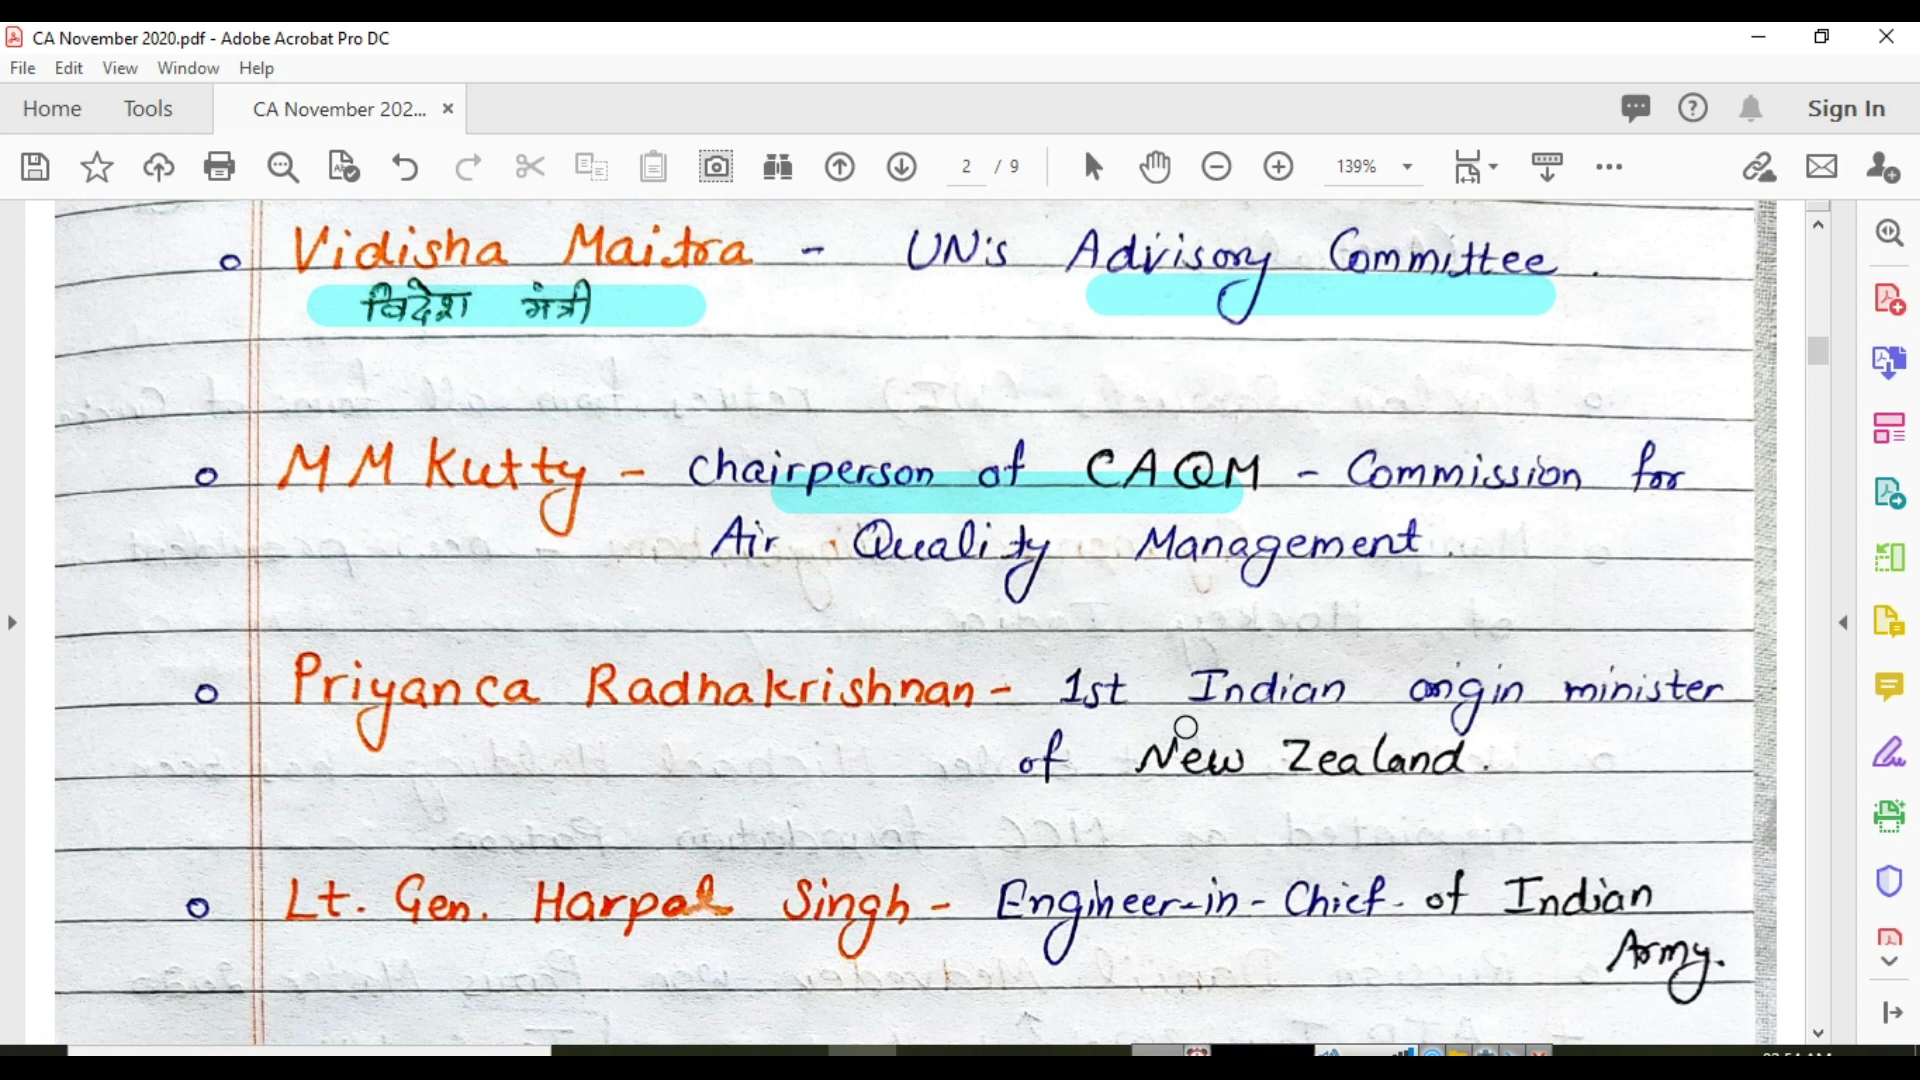 CA November 2020.pdf - Adobe Acrobat Pro DC
File Edit View Window Help
Home Tools CA November 202... × Sign In
2 / 9 139%
Vidisha Maitra - UN's Advisory Committee.
विदेश मंत्री
M M Kutty - Chairperson of CAQM - Commission for
Air Quality Management.
Priyanca Radhakrishnan - 1st Indian origin minister
of New Zealand.
Lt. Gen. Harpal Singh - Engineer-in-Chief of Indian
Army.